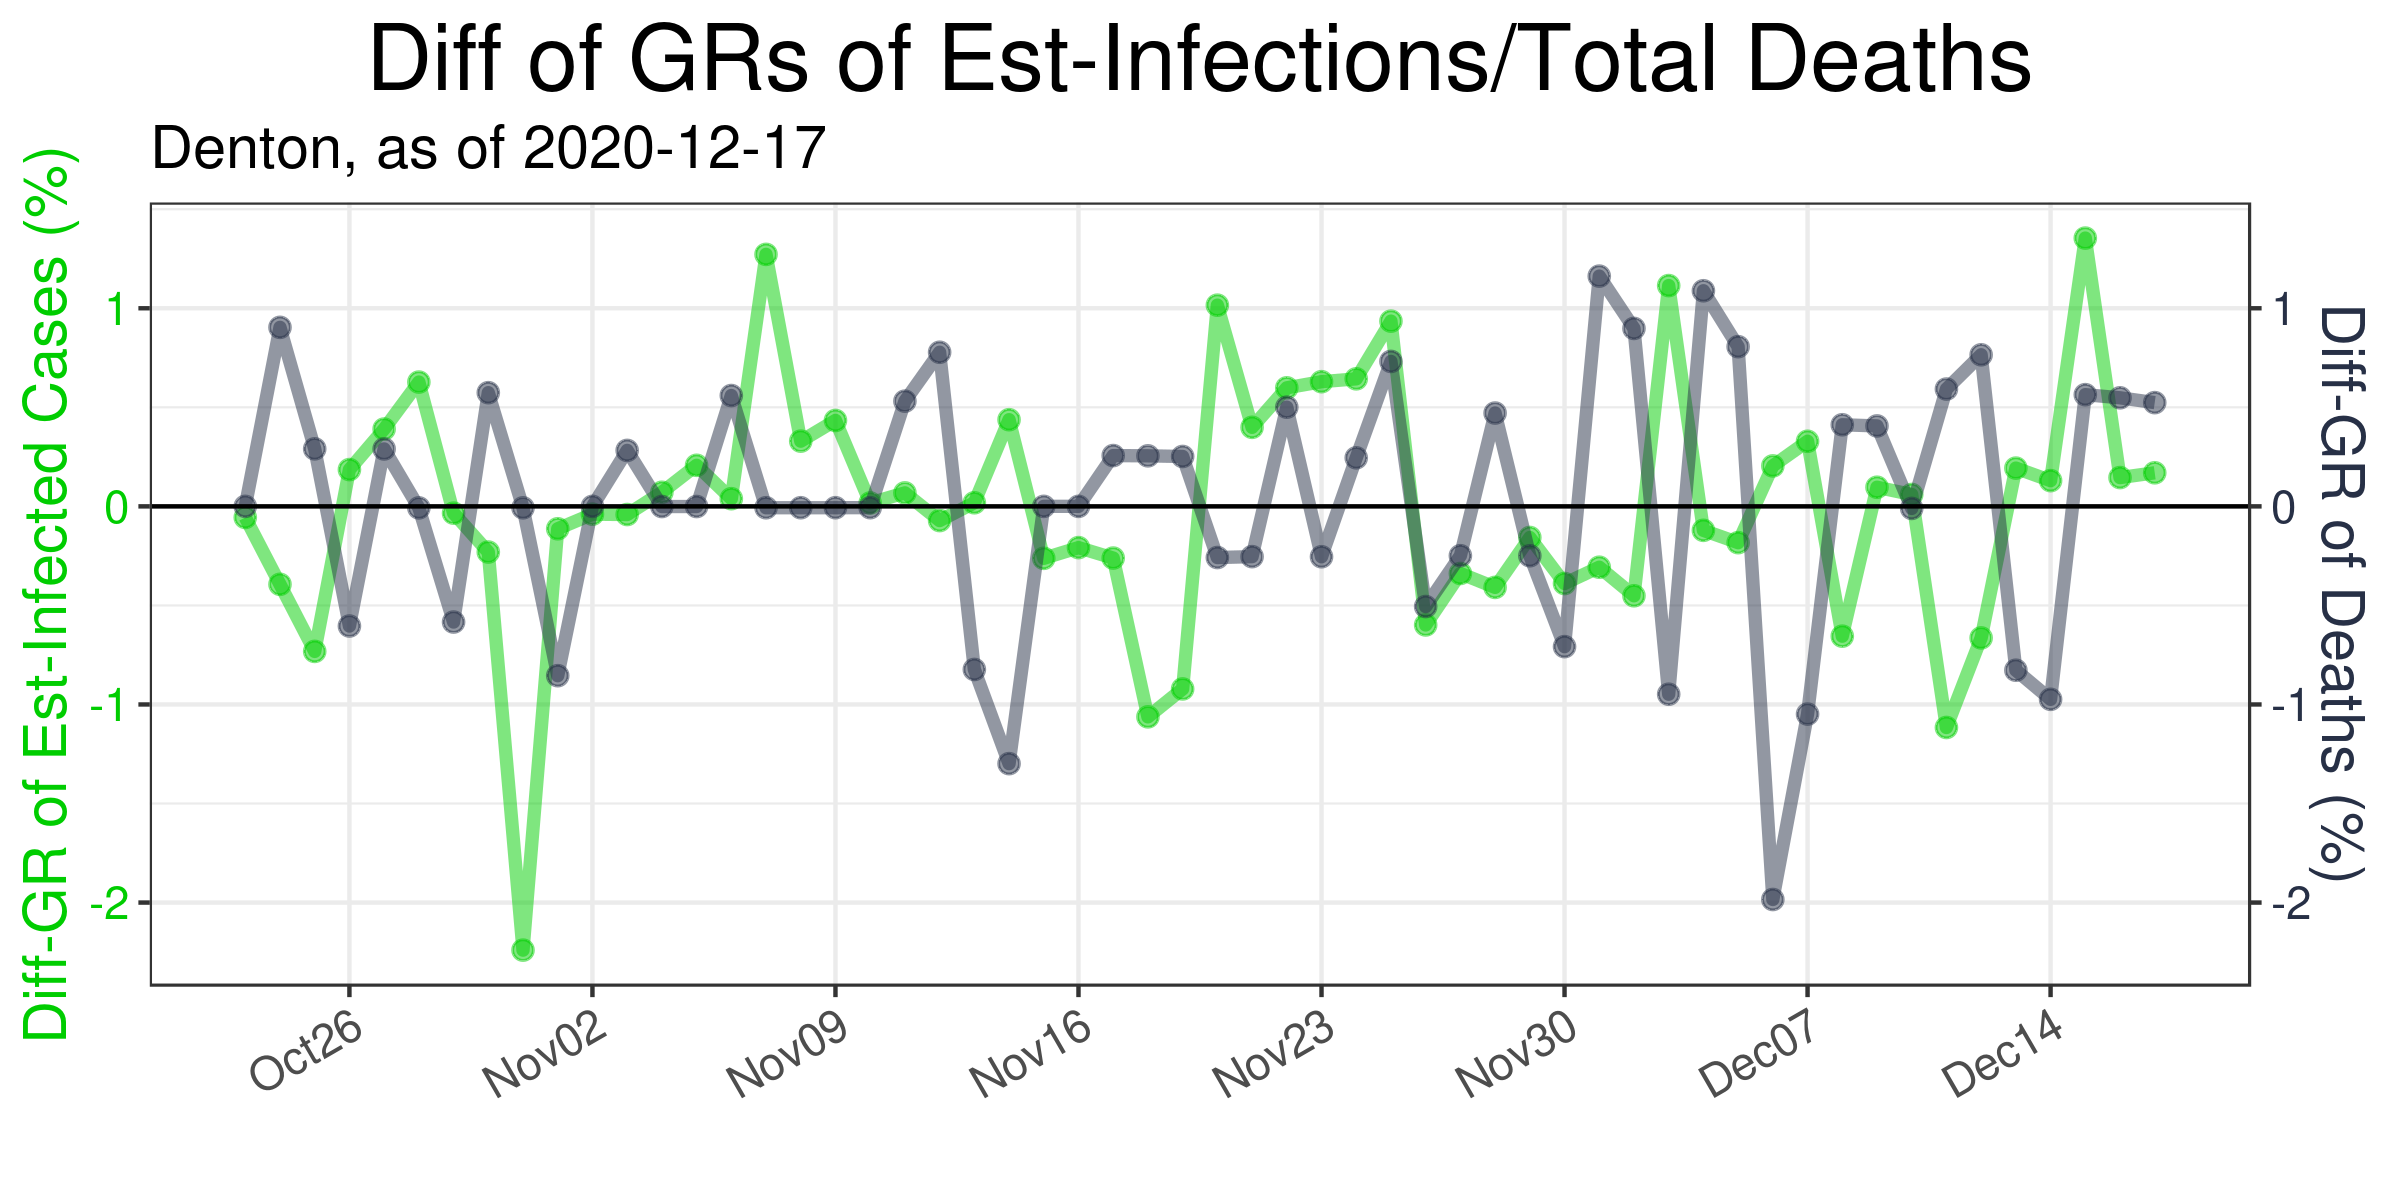 Diff of GRs of Est-Infections/Total Deaths
Denton, as of 2020-12-17
Diff-GR of Est-Infected Cases (%)
1
0
-1
-2
1
0
-1
-2
Diff-GR of Deaths (%)
Oct26
Nov02
Nov09
Nov16
Nov23
Nov30
Dec07
Dec14